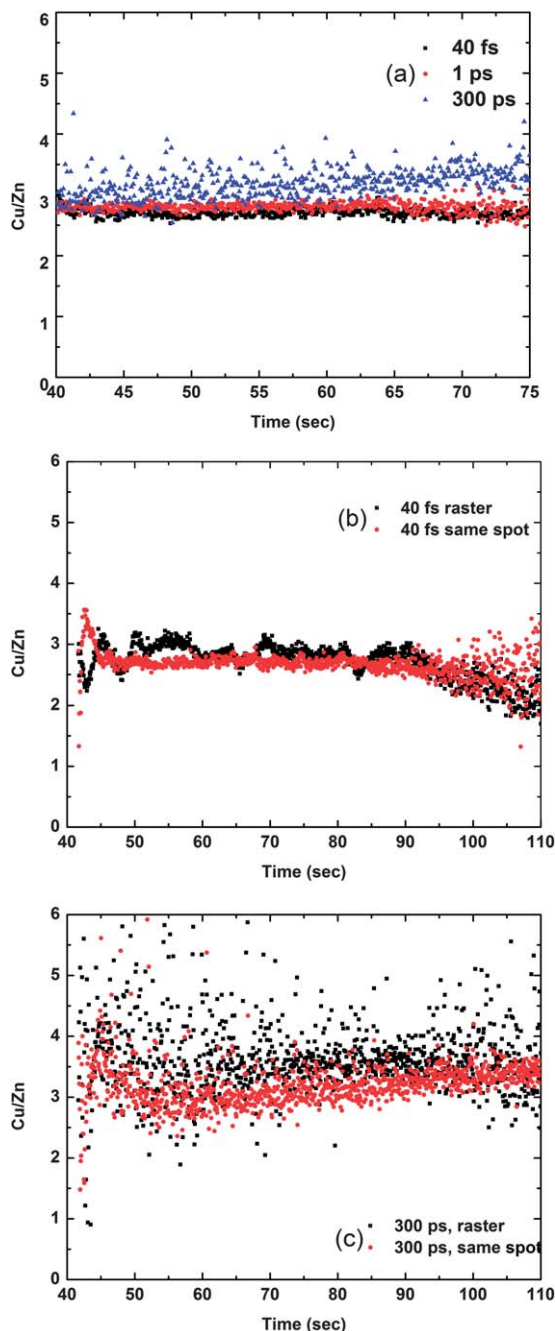 6
5
4
3
2
1
0
Cu/Zn
(a)
40 fs
1 ps
300 ps
40 45 50 55 60 65 70 75
Time (sec)
6
5
4
3
2
1
0
Cu/Zn
(b)
40 fs raster
40 fs same spot
40 50 60 70 80 90 100 110
Time (sec)
6
5
4
3
2
1
0
Cu/Zn
300 ps, raster
(c)
300 ps, same spot
40 50 60 70 80 90 100 110
Time (sec)